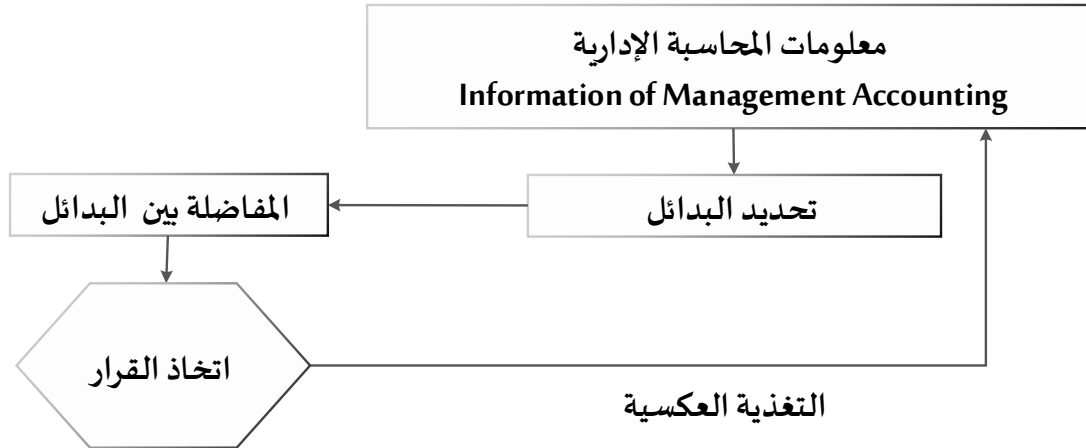 معلومات المحاسبة الإدارية
Information of Management Accounting
تحديد البدائل
المفاضلة بين البدائل
اتخاذ القرار
التغذية العكسية